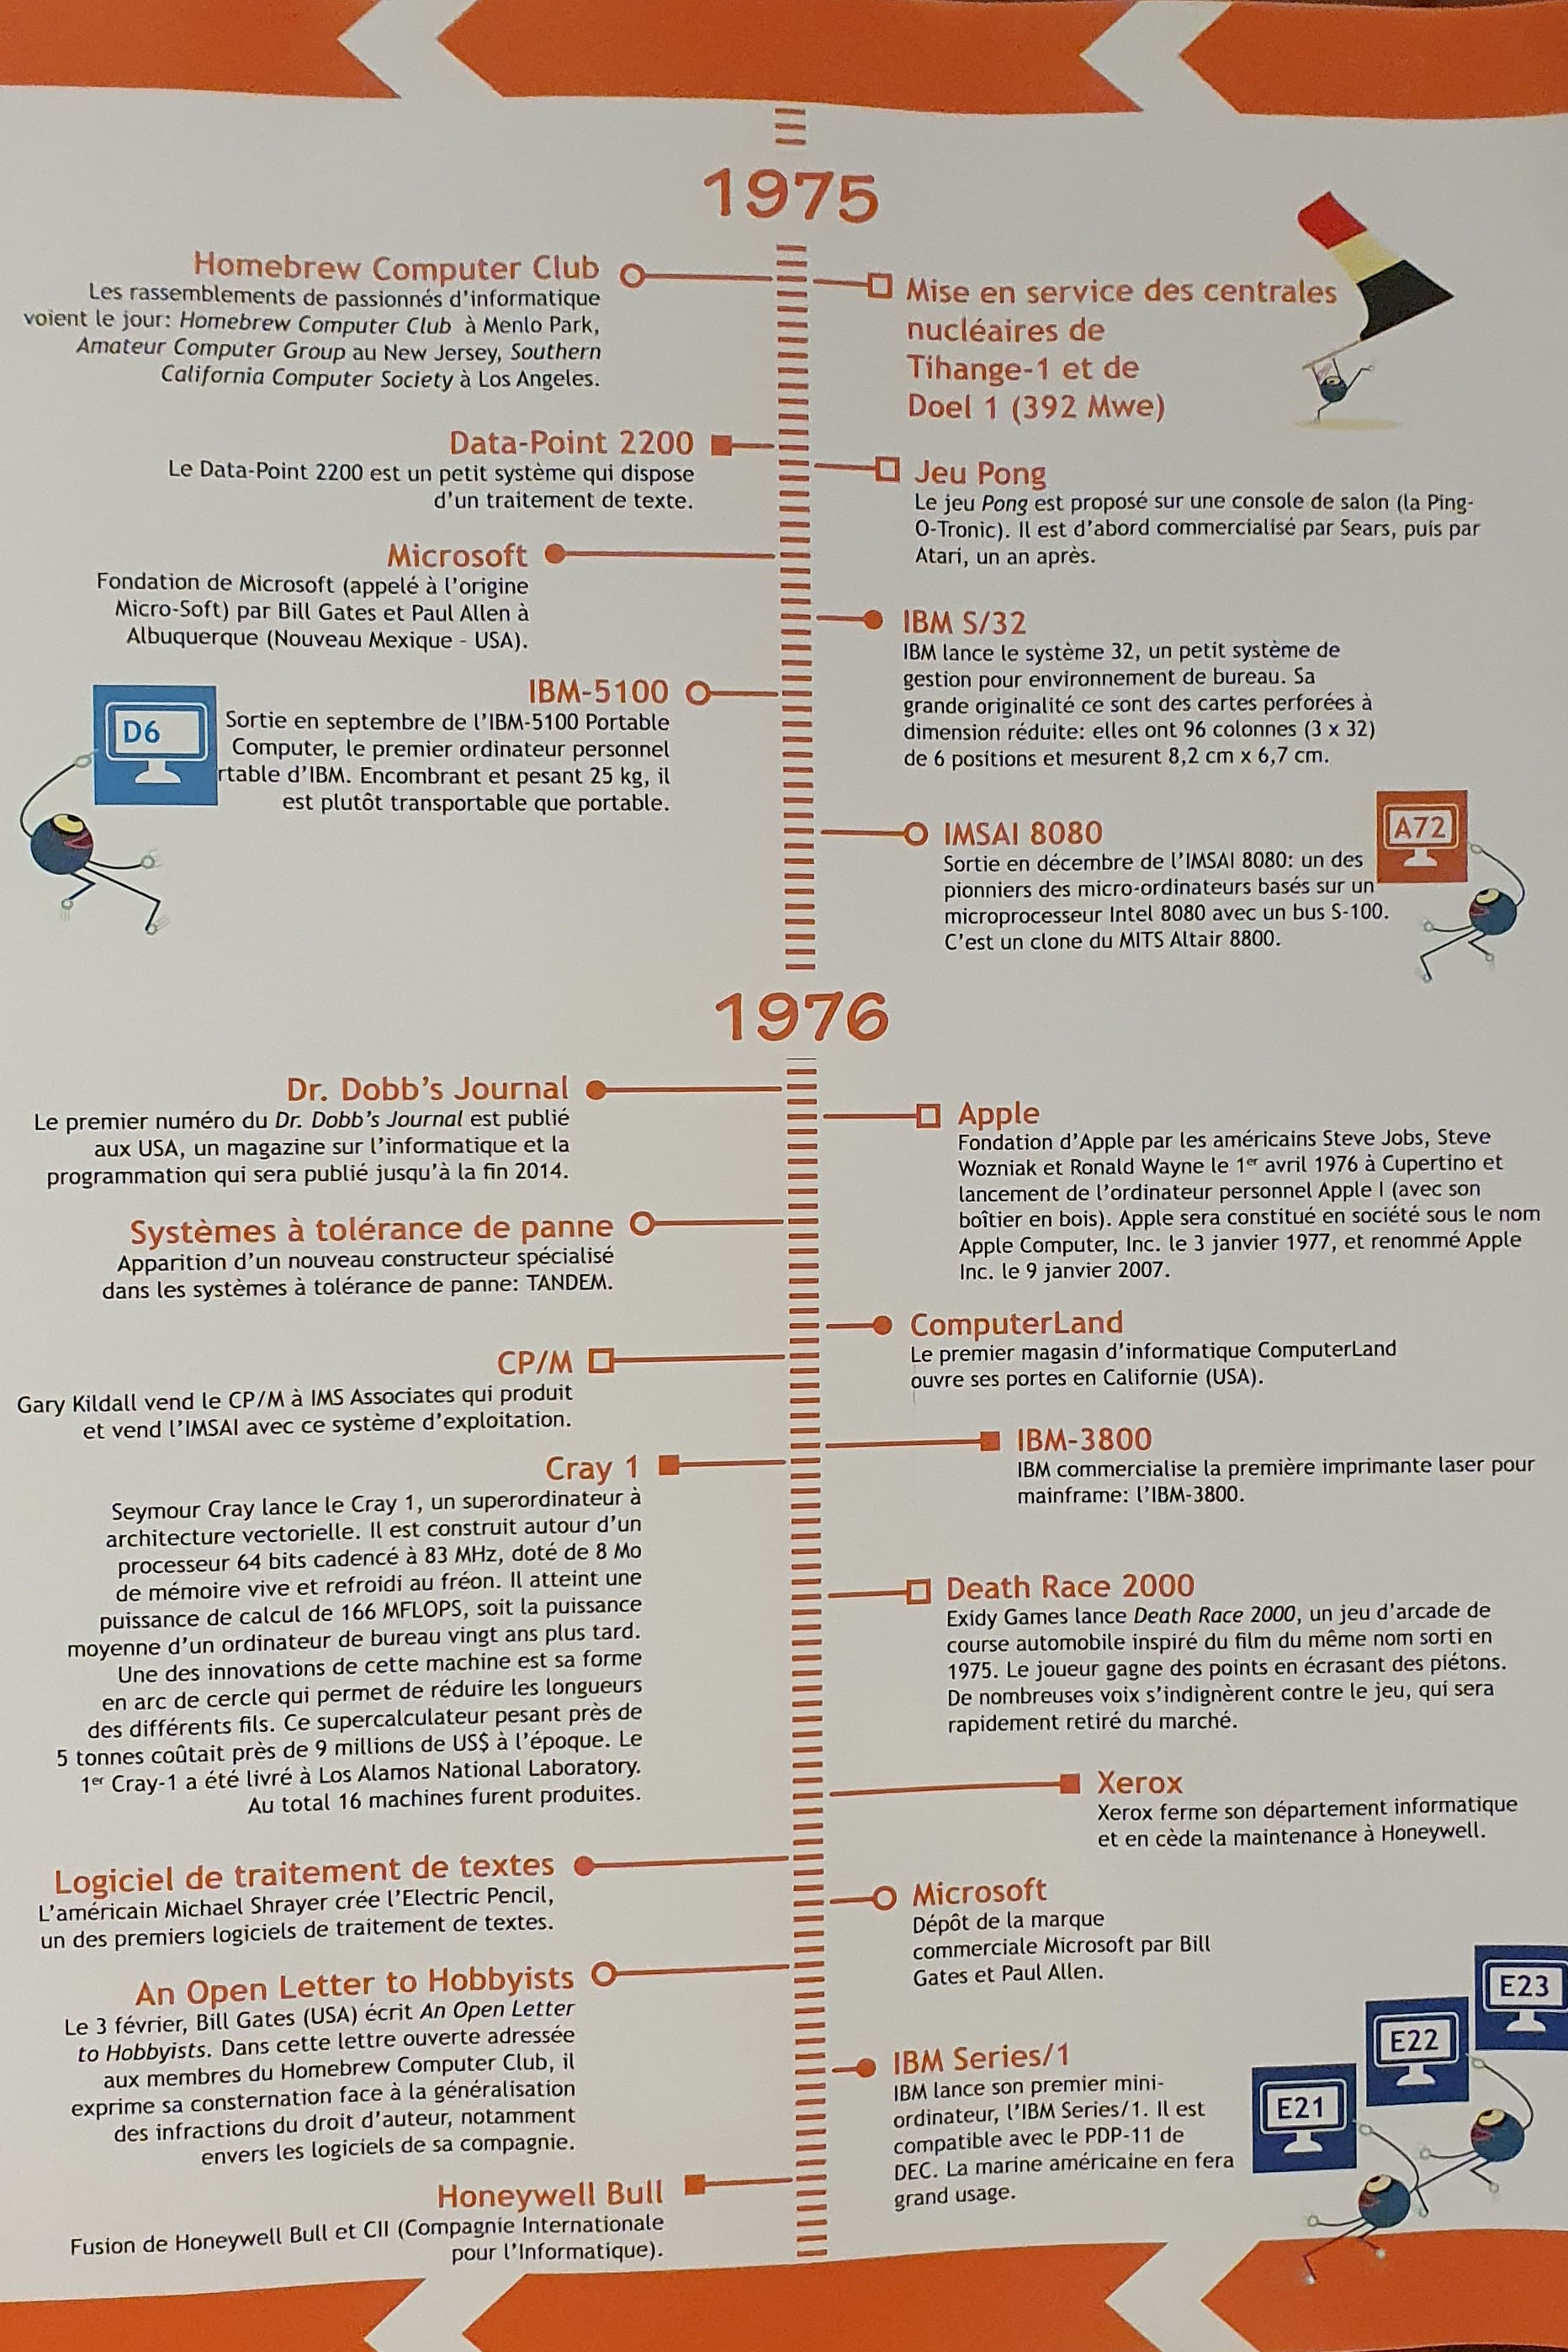 1975
Homebrew Computer Club
Les rassemblements de passionnés d'informatique
voient le jour: Homebrew Computer Club à Menlo Park,
Amateur Computer Group au New Jersey, Southern
California Computer Society à Los Angeles.
Mise en service des centrales
nucléaires de
Tihange-1 et de
Doel 1 (392 Mwe)
Data-Point 2200
Le Data-Point 2200 est un petit système qui dispose
d'un traitement de texte.
Jeu Pong
Le jeu Pong est proposé sur une console de salon (la Ping-
O-Tronic). Il est d'abord commercialisé par Sears, puis par
Atari, un an après.
Microsoft
Fondation de Microsoft (appelé à l'origine
Micro-Soft) par Bill Gates et Paul Allen à
Albuquerque (Nouveau Mexique - USA).
IBM S/32
IBM lance le système 32, un petit système de
gestion pour environnement de bureau. Sa
grande originalité ce sont des cartes perforées à
dimension réduite: elles ont 96 colonnes (3 x 32)
de 6 positions et mesurent 8,2 cm x 6,7 cm.
IBM-5100
D6
Sortie en septembre de l'IBM-5100 Portable
Computer, le premier ordinateur personnel
rtable d'IBM. Encombrant et pesant 25 kg, il
est plutôt transportable que portable.
IMSAI 8080
A72
Sortie en décembre de l'IMSAI 8080: un des
pionniers des micro-ordinateurs basés sur un
microprocesseur Intel 8080 avec un bus S-100.
C'est un clone du MITS Altair 8800.
1976
Dr. Dobb's Journal
Le premier numéro du Dr. Dobb's Journal est publié
aux USA, un magazine sur l'informatique et la
programmation qui sera publié jusqu'à la fin 2014.
Apple
Fondation d'Apple par les américains Steve Jobs, Steve
Wozniak et Ronald Wayne le 1er avril 1976 à Cupertino et
lancement de l'ordinateur personnel Apple I (avec son
boîtier en bois). Apple sera constitué en société sous le nom
Apple Computer, Inc. le 3 janvier 1977, et renommé Apple
Inc. le 9 janvier 2007.
Systèmes à tolérance de panne
Apparition d'un nouveau constructeur spécialisé
dans les systèmes à tolérance de panne: TANDEM.
ComputerLand
Le premier magasin d'informatique ComputerLand
ouvre ses portes en Californie (USA).
CP/M
Gary Kildall vend le CP/M à IMS Associates qui produit
et vend l'IMSAI avec ce système d'exploitation.
IBM-3800
IBM commercialise la première imprimante laser pour
mainframe: l'IBM-3800.
Cray 1
Seymour Cray lance le Cray 1, un superordinateur à
architecture vectorielle. Il est construit autour d'un
processeur 64 bits cadencé à 83 MHz, doté de 8 Mo
de mémoire vive et refroidi au fréon. Il atteint une
puissance de calcul de 166 MFLOPS, soit la puissance
moyenne d'un ordinateur de bureau vingt ans plus tard.
Une des innovations de cette machine est sa forme
en arc de cercle qui permet de réduire les longueurs
des différents fils. Ce supercalculateur pesant près de
5 tonnes coûtait près de 9 millions de US$ à l'époque. Le
1er Cray-1 a été livré à Los Alamos National Laboratory.
Au total 16 machines furent produites.
Death Race 2000
Exidy Games lance Death Race 2000, un jeu d'arcade de
course automobile inspiré du film du même nom sorti en
1975. Le joueur gagne des points en écrasant des piétons.
De nombreuses voix s'indignèrent contre le jeu, qui sera
rapidement retiré du marché.
Xerox
Xerox ferme son département informatique
et en cède la maintenance à Honeywell.
Logiciel de traitement de textes
L'américain Michael Shrayer crée l'Electric Pencil,
un des premiers logiciels de traitement de textes.
Microsoft
Dépôt de la marque
commerciale Microsoft par Bill
Gates et Paul Allen.
An Open Letter to Hobbyists
Le 3 février, Bill Gates (USA) écrit An Open Letter
to Hobbyists. Dans cette lettre ouverte adressée
aux membres du Homebrew Computer Club, il
exprime sa consternation face à la généralisation
des infractions du droit d'auteur, notamment
envers les logiciels de sa compagnie.
IBM Series/1
IBM lance son premier mini-
ordinateur, l'IBM Series/1. Il est
compatible avec le PDP-11 de
DEC. La marine américaine en fera
grand usage.
E23
E22
E21
Honeywell Bull
Fusion de Honeywell Bull et CII (Compagnie Internationale
pour l'Informatique).